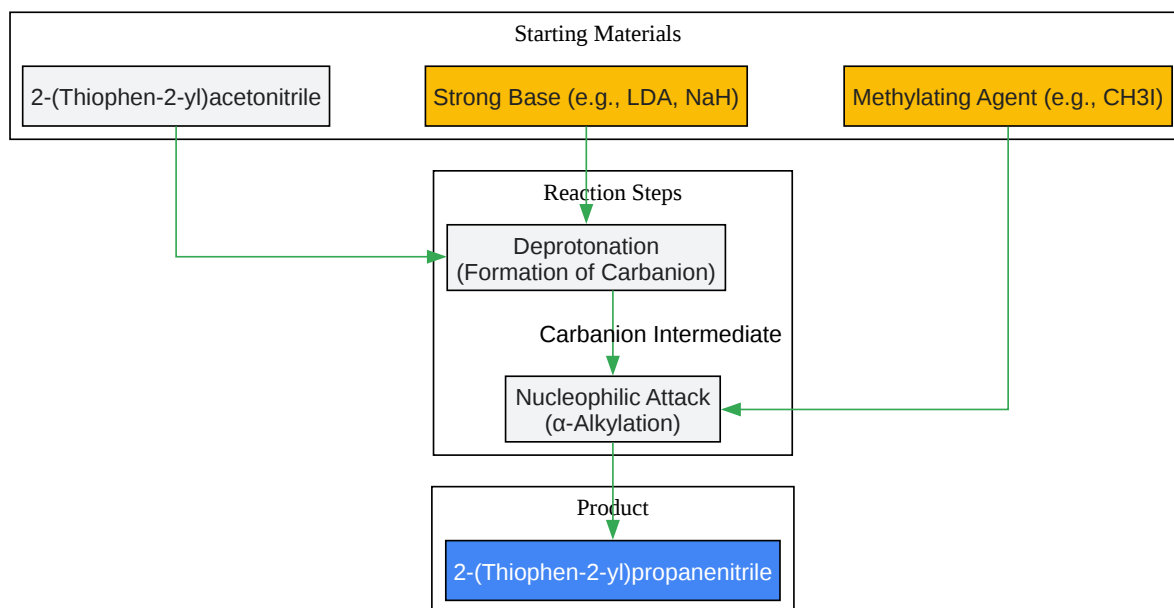 Starting Materials
2-(Thiophen-2-yl)acetonitrile
Strong Base (e.g., LDA, NaH)
Methylating Agent (e.g., CH3I)
Reaction Steps
Deprotonation
(Formation of Carbanion)
Carbanion Intermediate
Nucleophilic Attack
(α-Alkylation)
Product
2-(Thiophen-2-yl)propanenitrile